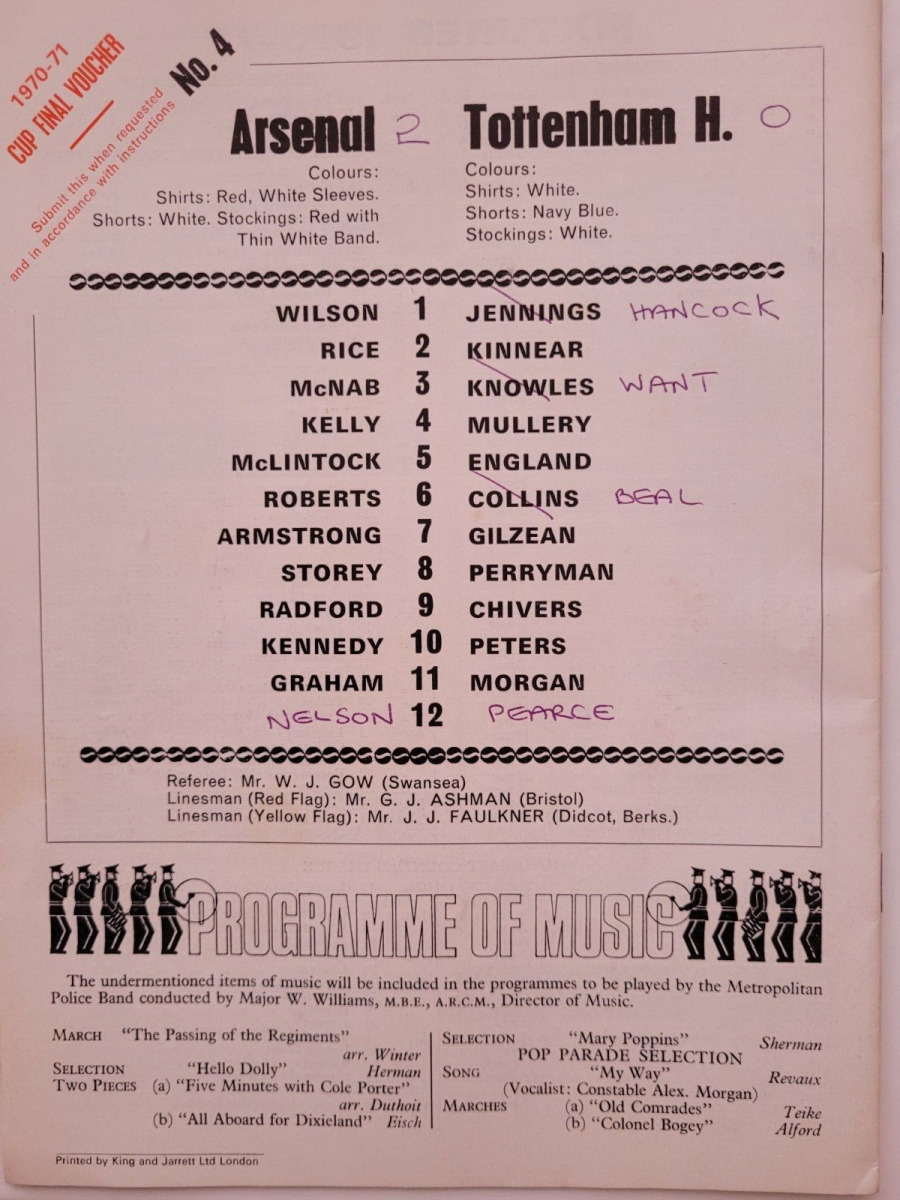 1970-71
CUP FINAL VOUCHER
Submit this when requested
and in accordance with instructions
No. 4
Arsenal 2 Tottenham H. 0
Colours:
Shirts: Red, White Sleeves.
Shorts: White. Stockings: Red with
Thin White Band.
Colours:
Shirts: White.
Shorts: Navy Blue.
Stockings: White.
WILSON 1 JENNINGS HANCOCK
RICE 2 KINNEAR
McNAB 3 KNOWLES WANT
KELLY 4 MULLERY
McLINTOCK 5 ENGLAND
ROBERTS 6 COLLINS BEAL
ARMSTRONG 7 GILZEAN
STOREY 8 PERRYMAN
RADFORD 9 CHIVERS
KENNEDY 10 PETERS
GRAHAM 11 MORGAN
NELSON 12 PEARCE
Referee: Mr. W. J. GOW (Swansea)
Linesman (Red Flag): Mr. G. J. ASHMAN (Bristol)
Linesman (Yellow Flag): Mr. J. J. FAULKNER (Didcot, Berks.)
PROGRAMME OF MUSIC
The undermentioned items of music will be included in the programmes to be played by the Metropolitan
Police Band conducted by Major W. Williams, M.B.E., A.R.C.M., Director of Music.
MARCH "The Passing of the Regiments"
arr. Winter
SELECTION "Hello Dolly" Herman
TWO PIECES (a) "Five Minutes with Cole Porter"
arr. Duthoit
(b) "All Aboard for Dixieland" Eisch
SELECTION "Mary Poppins" Sherman
POP PARADE SELECTION
SONG "My Way" Revaux
(Vocalist: Constable Alex. Morgan)
MARCHES (a) "Old Comrades" Teike
(b) "Colonel Bogey" Alford
Printed by King and Jarrett Ltd London